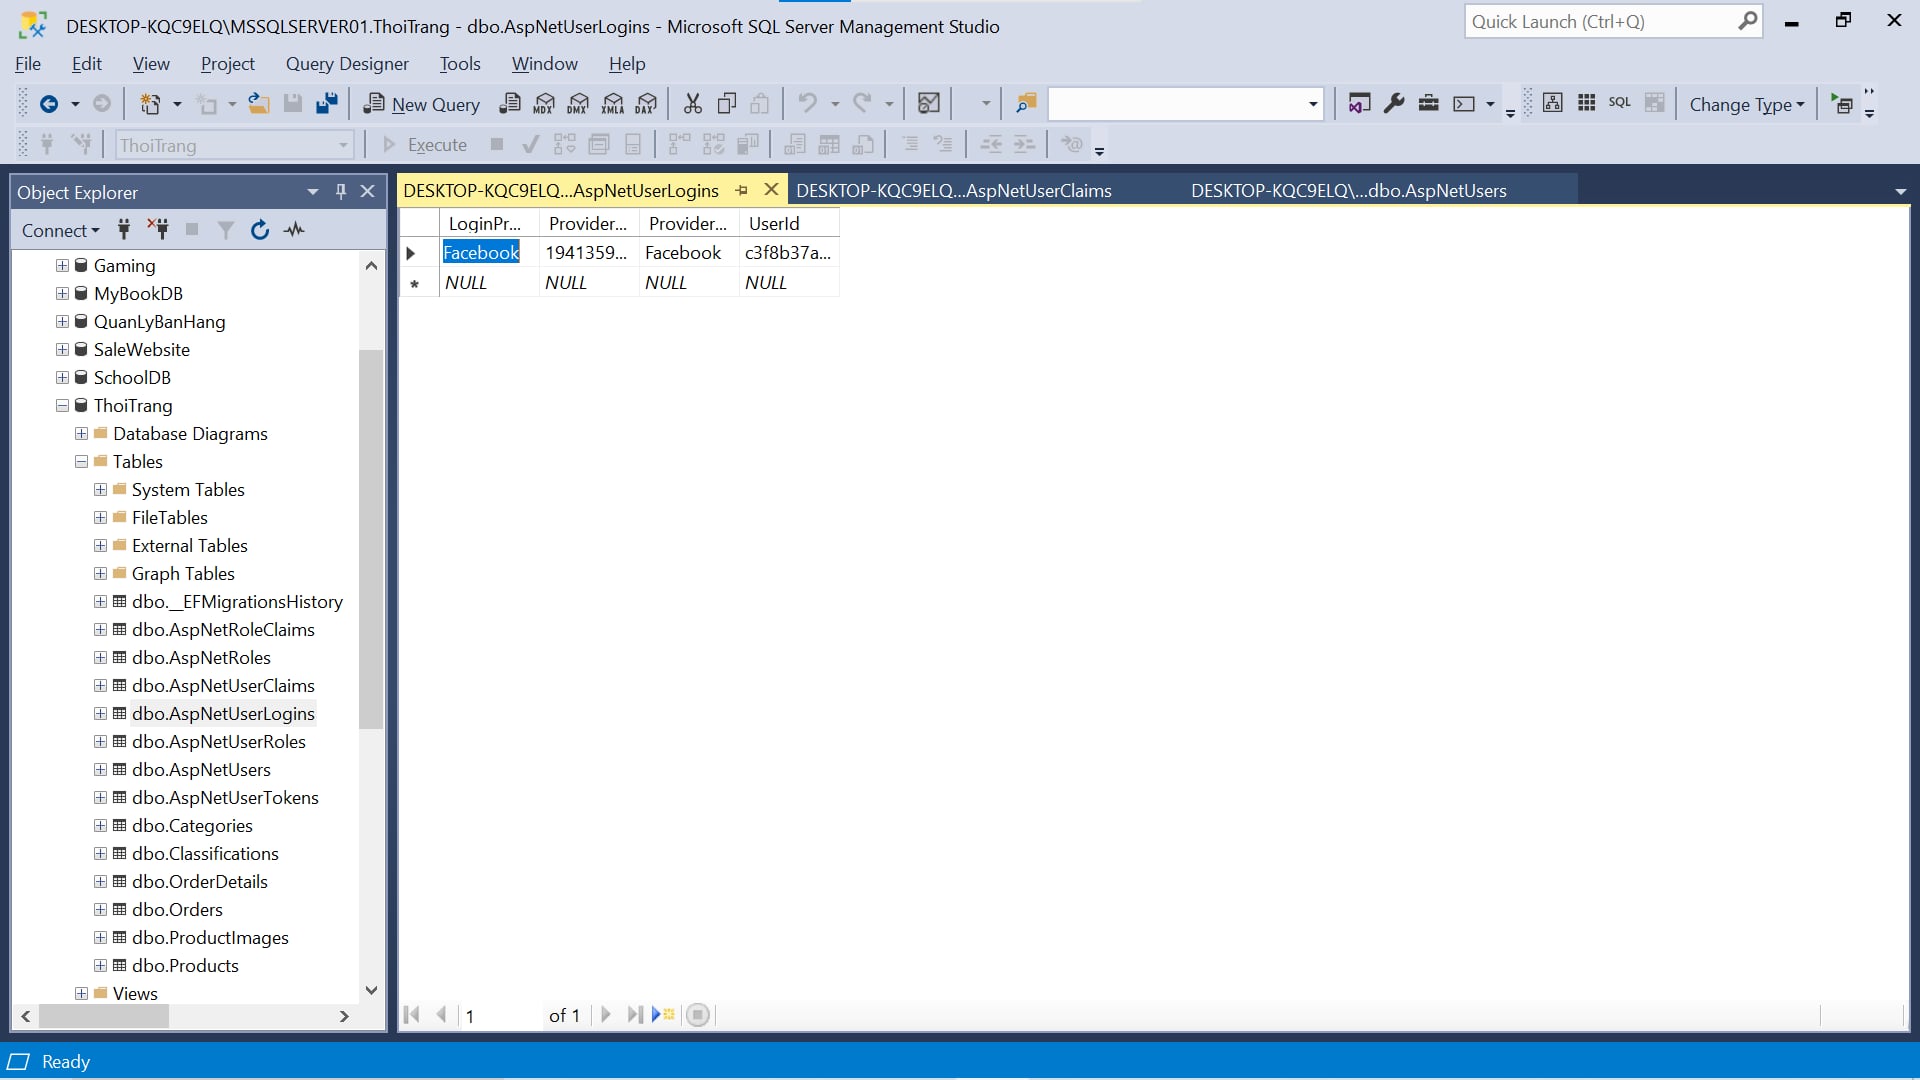 DESKTOP-KQC9ELQ\MSSQLSERVER01.ThoiTrang - dbo.AspNetUserLogins - Microsoft SQL Server Management Studio
Quick Launch (Ctrl+Q)
File Edit View Project Query Designer Tools Window Help
New Query MDX DMX XMLA DAX SQL Change Type
ThoiTrang Execute
Object Explorer
Connect
Gaming
MyBookDB
QuanLyBanHang
SaleWebsite
SchoolDB
ThoiTrang
Database Diagrams
Tables
System Tables
FileTables
External Tables
Graph Tables
dbo.__EFMigrationsHistory
dbo.AspNetRoleClaims
dbo.AspNetRoles
dbo.AspNetUserClaims
dbo.AspNetUserLogins
dbo.AspNetUserRoles
dbo.AspNetUsers
dbo.AspNetUserTokens
dbo.Categories
dbo.Classifications
dbo.OrderDetails
dbo.Orders
dbo.ProductImages
dbo.Products
Views
DESKTOP-KQC9ELQ...AspNetUserLogins DESKTOP-KQC9ELQ...AspNetUserClaims DESKTOP-KQC9ELQ\...dbo.AspNetUsers
LoginPr... Provider... Provider... UserId
Facebook 1941359... Facebook c3f8b37a...
NULL NULL NULL NULL
1 of 1
Ready